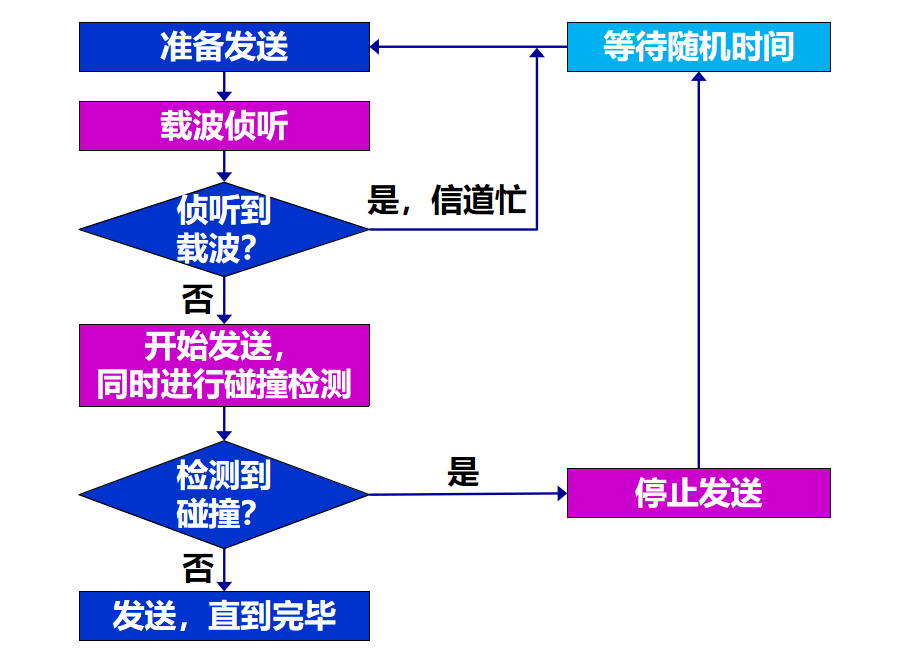 准备发送
等待随机时间
载波侦听
侦听到
载波？
是，信道忙
否
开始发送，
同时进行碰撞检测
检测到
碰撞？
是
停止发送
否
发送，直到完毕